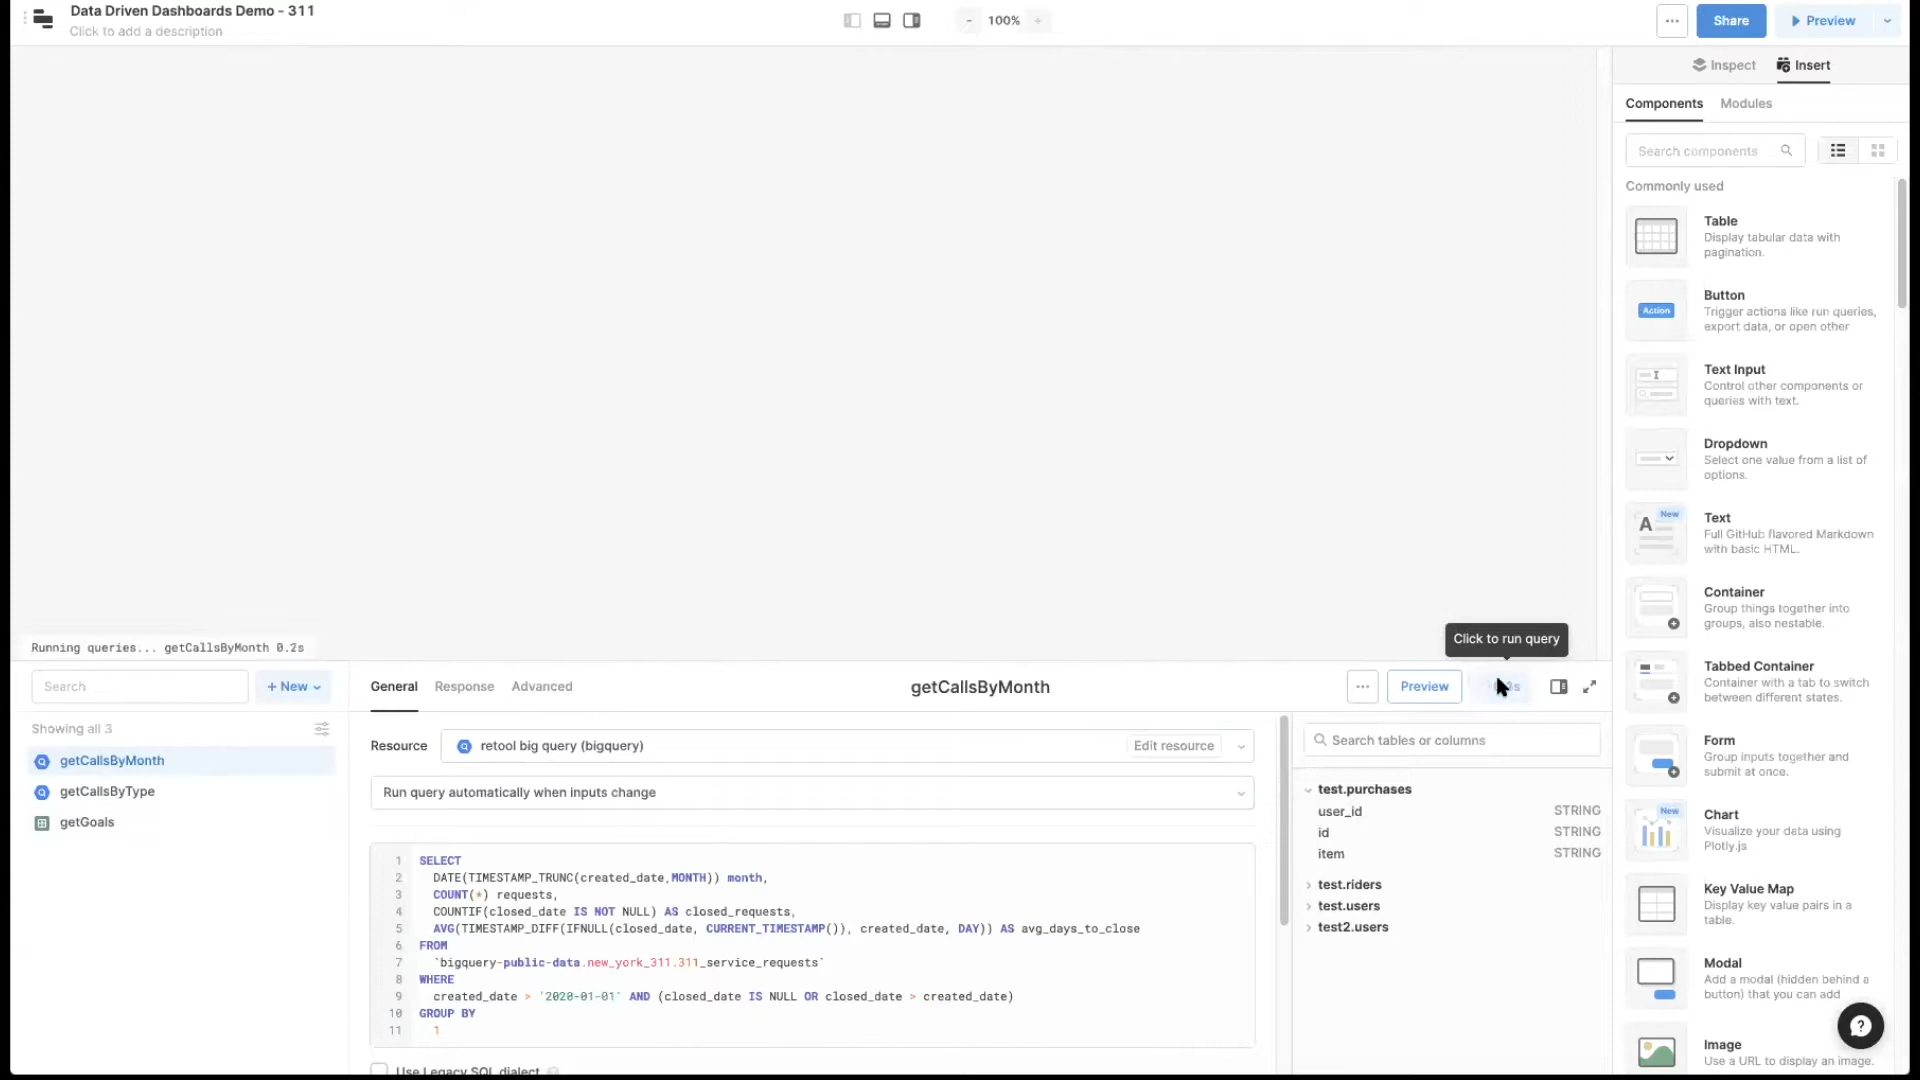 Data Driven Dashboards Demo - 311
Click to add a description
- 100% +
Share
Preview
Inspect
Insert
Components
Modules
Search components
Commonly used
Table
Display tabular data with
pagination.
Action
Button
Trigger actions like run queries,
export data, or open other
Text Input
Control other components or
queries with text.
Dropdown
Select one value from a list of
options.
New
Text
Full GitHub flavored Markdown
with basic HTML.
Container
Group things together into
groups, also nestable.
Tabbed Container
Container with a tab to switch
between different states.
Form
Group inputs together and
submit at once.
New
Chart
Visualize your data using
Plotly.js
Key Value Map
Display key value pairs in a
table.
Modal
Add a modal (hidden behind a
button) that you can add
Image
Use a URL to display an image.
Running queries... getCallsByMonth 0.2s
Click to run query
Search
+ New
Showing all 3
getCallsByMonth
getCallsByType
getGoals
General
Response
Advanced
getCallsByMonth
Preview
Resource
retool big query (bigquery)
Edit resource
Run query automatically when inputs change
1 SELECT
2 DATE(TIMESTAMP_TRUNC(created_date,MONTH)) month,
3 COUNT(*) requests,
4 COUNTIF(closed_date IS NOT NULL) AS closed_requests,
5 AVG(TIMESTAMP_DIFF(IFNULL(closed_date, CURRENT_TIMESTAMP()), created_date, DAY)) AS avg_days_to_close
6 FROM
7 `bigquery-public-data.new_york_311.311_service_requests`
8 WHERE
9 created_date > '2020-01-01' AND (closed_date IS NULL OR closed_date > created_date)
10 GROUP BY
11 1
Use Legacy SQL dialect
Search tables or columns
test.purchases
user_id STRING
id STRING
item STRING
test.riders
test.users
test2.users